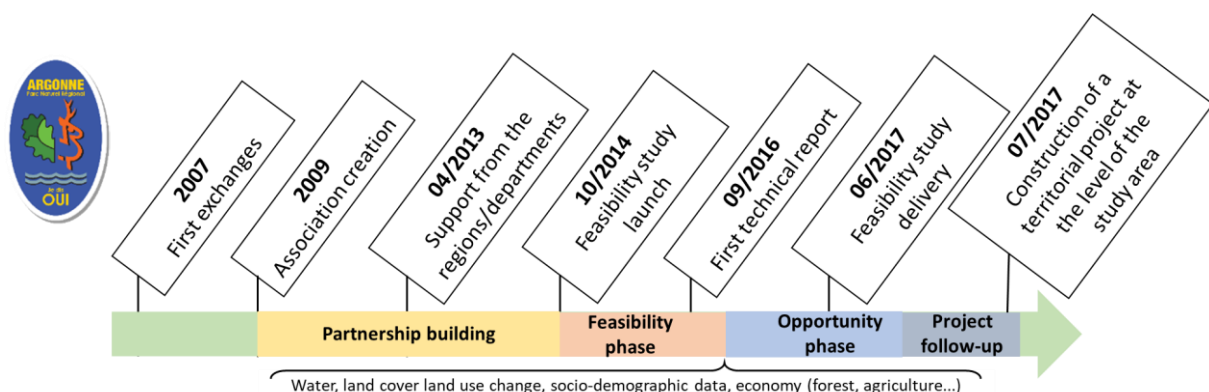 ARGONNE
Parc Naturel Régional
Je dis
OUI
2007
First exchanges
2009
Association creation
04/2013
Support from the
regions/departments
10/2014
Feasibility study
launch
09/2016
First technical report
06/2017
Feasibility study
delivery
07/2017
Construction of a
territorial project at
the level of the
study area
Partnership building
Feasibility
phase
Opportunity
phase
Project
follow-up
Water, land cover land use change, socio-demographic data, economy (forest, agriculture...)